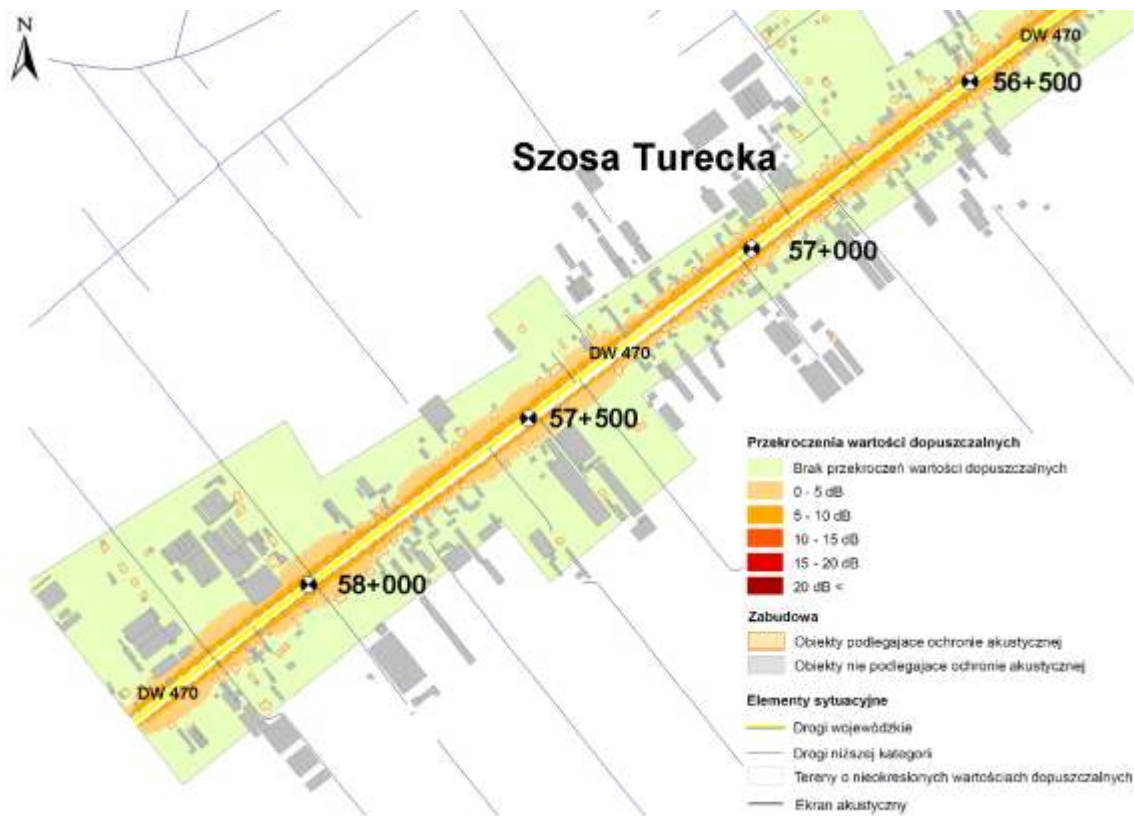 N
DW 470
56+500
Szosa Turecka
57+000
DW 470
57+500
58+000
DW 470
Przekroczenia wartości dopuszczalnych
Brak przekroczeń wartości dopuszczalnych
0 - 5 dB
5 - 10 dB
10 - 15 dB
15 - 20 dB
20 dB <
Zabudowa
Obiekty podlegajace ochronie akustycznej
Obiekty nie podlegajace ochronie akustycznej
Elementy sytuacyjne
Drogi wojewódzkie
Drogi niższej kategorii
Tereny o nieokreslonych wartościach dopuszczalnych
Ekran akustyczny